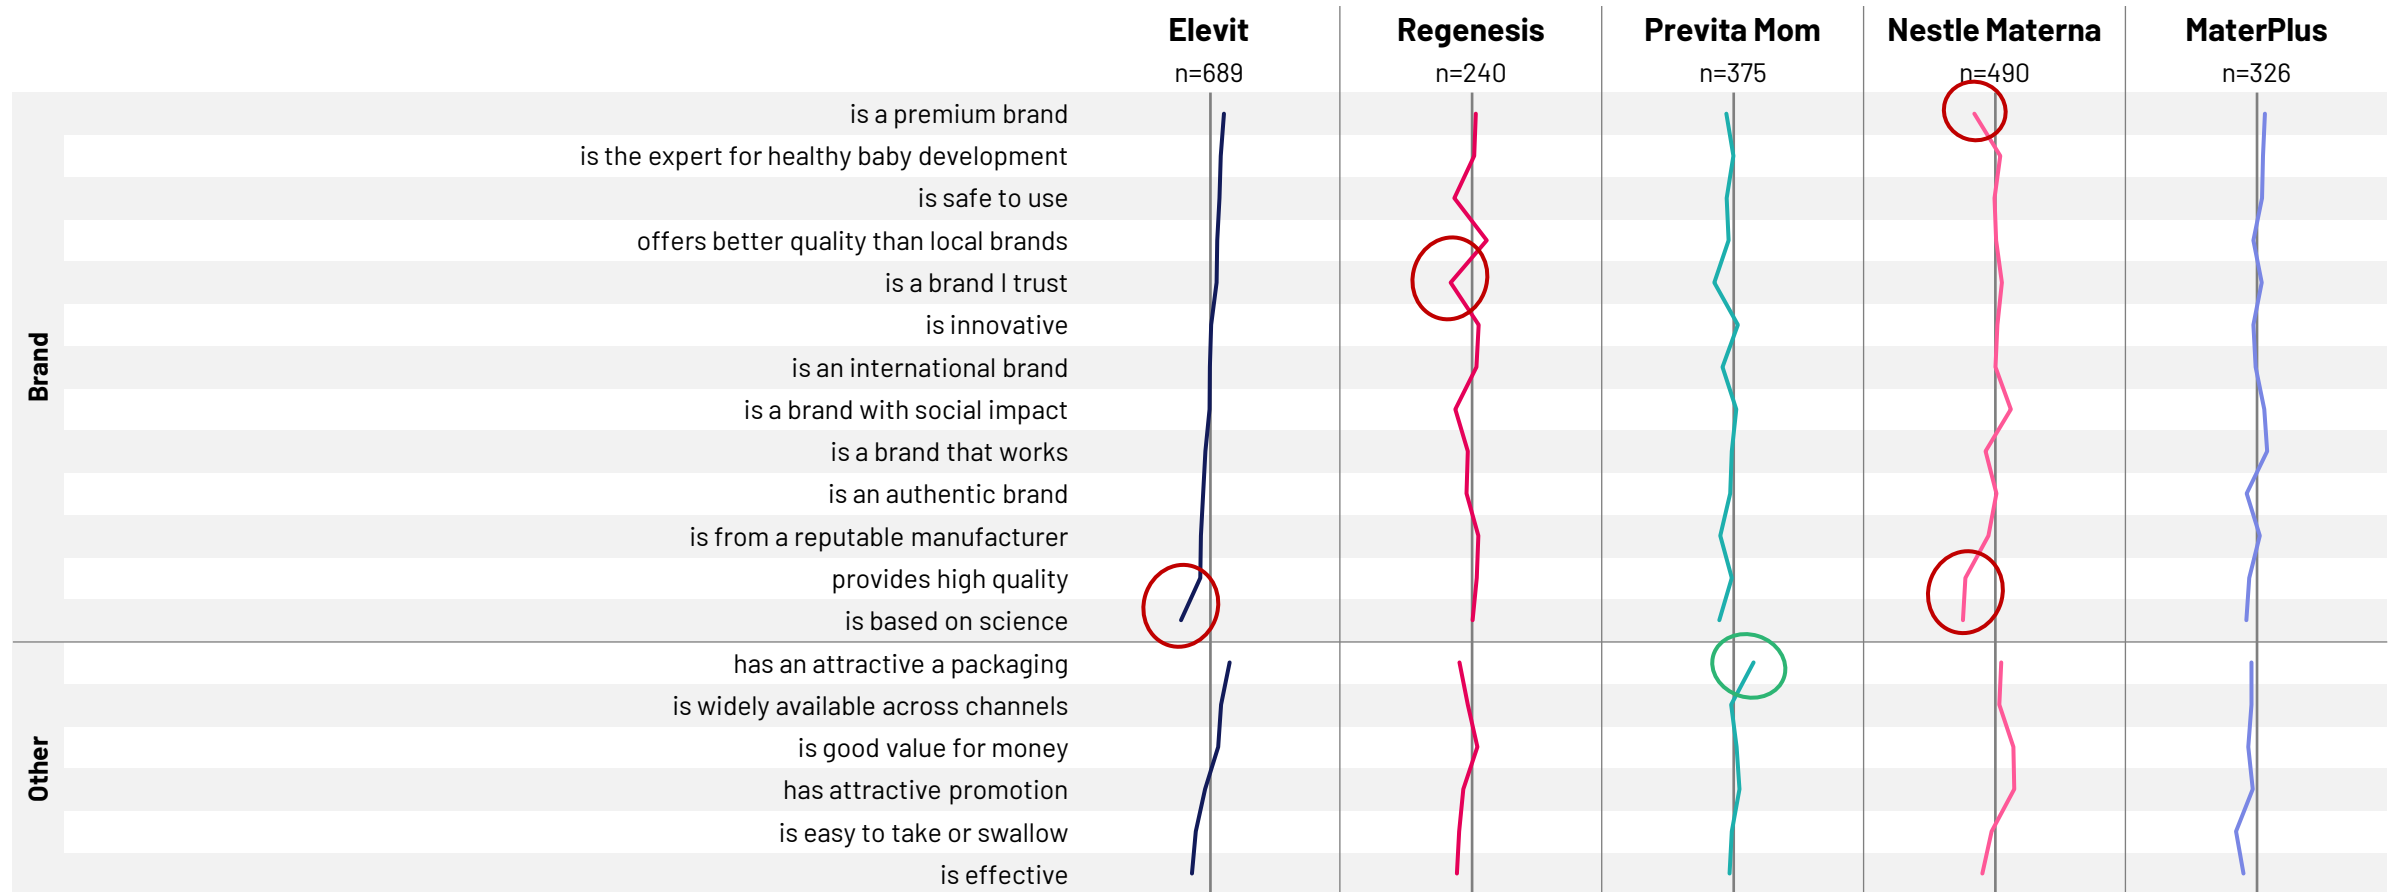 Elevit
Regenesis
Previta Mom
Nestle Materna
MaterPlus
n=689
n=240
n=375
n=490
n=326
Brand
is a premium brand
is the expert for healthy baby development
is safe to use
offers better quality than local brands
is a brand I trust
is innovative
is an international brand
is a brand with social impact
is a brand that works
is an authentic brand
is from a reputable manufacturer
provides high quality
is based on science
Other
has an attractive a packaging
is widely available across channels
is good value for money
has attractive promotion
is easy to take or swallow
is effective